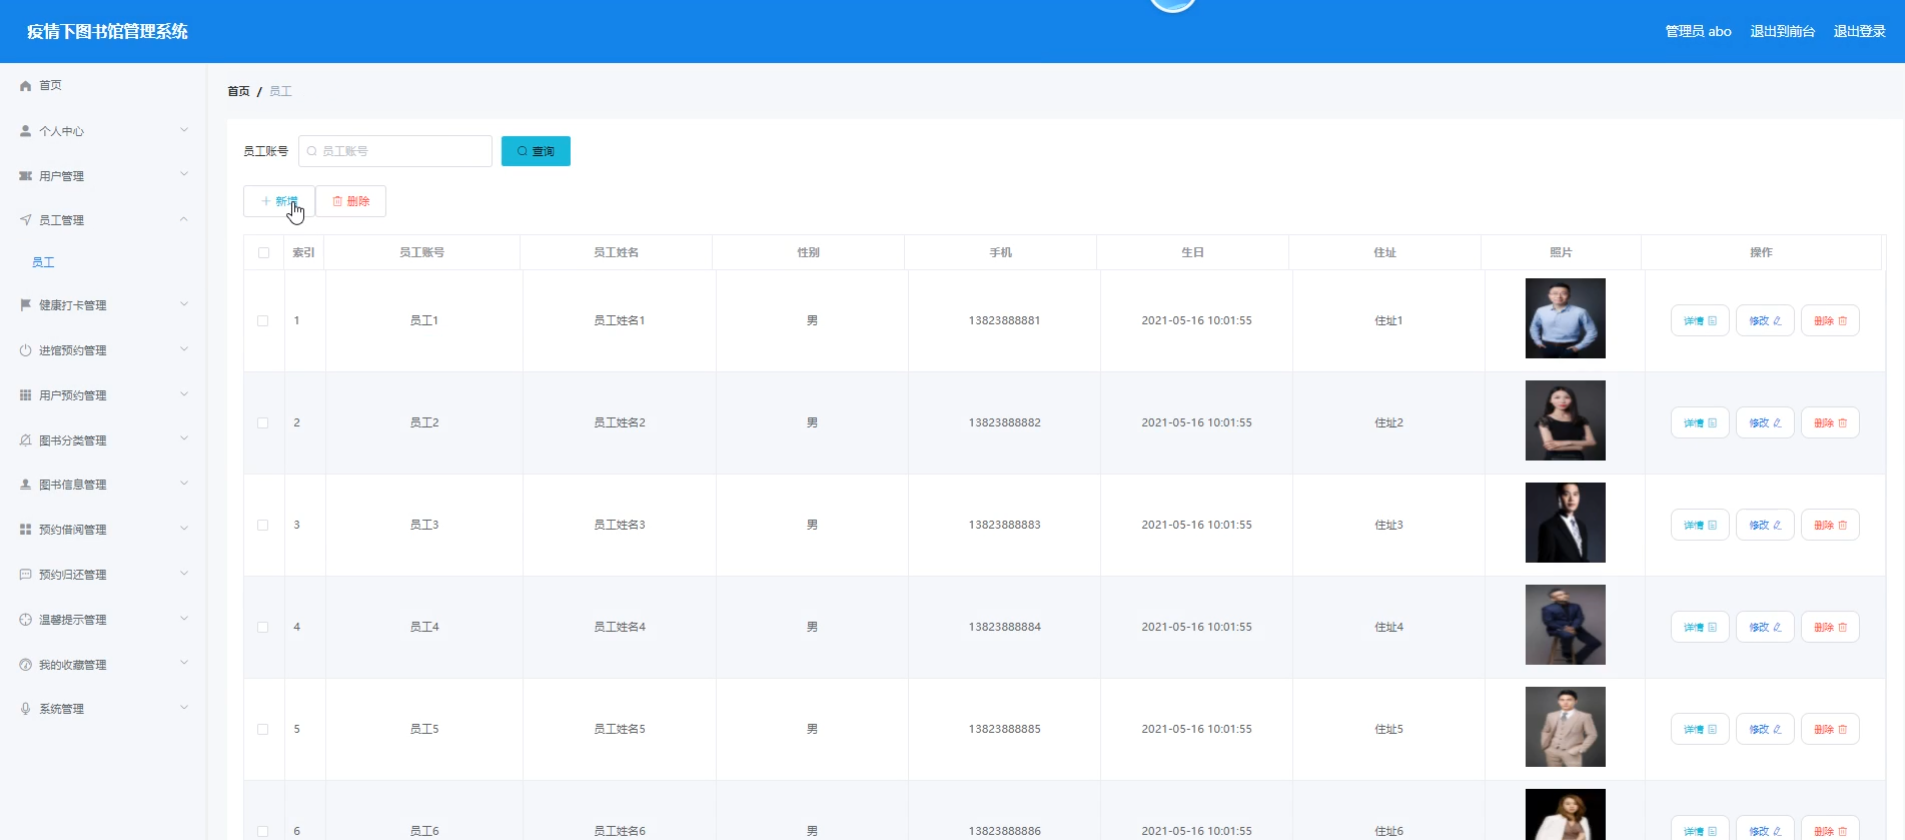 疫情下图书馆管理系统
管理员 abo 退出到前台 退出登录
首页
个人中心
用户管理
员工管理
员工
健康打卡管理
进馆预约管理
用户预约管理
图书分类管理
图书信息管理
预约借阅管理
预约归还管理
温馨提示管理
我的收藏管理
系统管理
首页 / 员工
员工账号 员工账号 查询
新增 删除
索引 员工账号 员工姓名 性别 手机 生日 住址 照片 操作
1 员工1 员工姓名1 男 13823888881 2021-05-16 10:01:55 住址1 详情 修改 删除
2 员工2 员工姓名2 男 13823888882 2021-05-16 10:01:55 住址2 详情 修改 删除
3 员工3 员工姓名3 男 13823888883 2021-05-16 10:01:55 住址3 详情 修改 删除
4 员工4 员工姓名4 男 13823888884 2021-05-16 10:01:55 住址4 详情 修改 删除
5 员工5 员工姓名5 男 13823888885 2021-05-16 10:01:55 住址5 详情 修改 删除
6 员工6 员工姓名6 男 13823888886 2021-05-16 10:01:55 住址6 详情 修改 删除